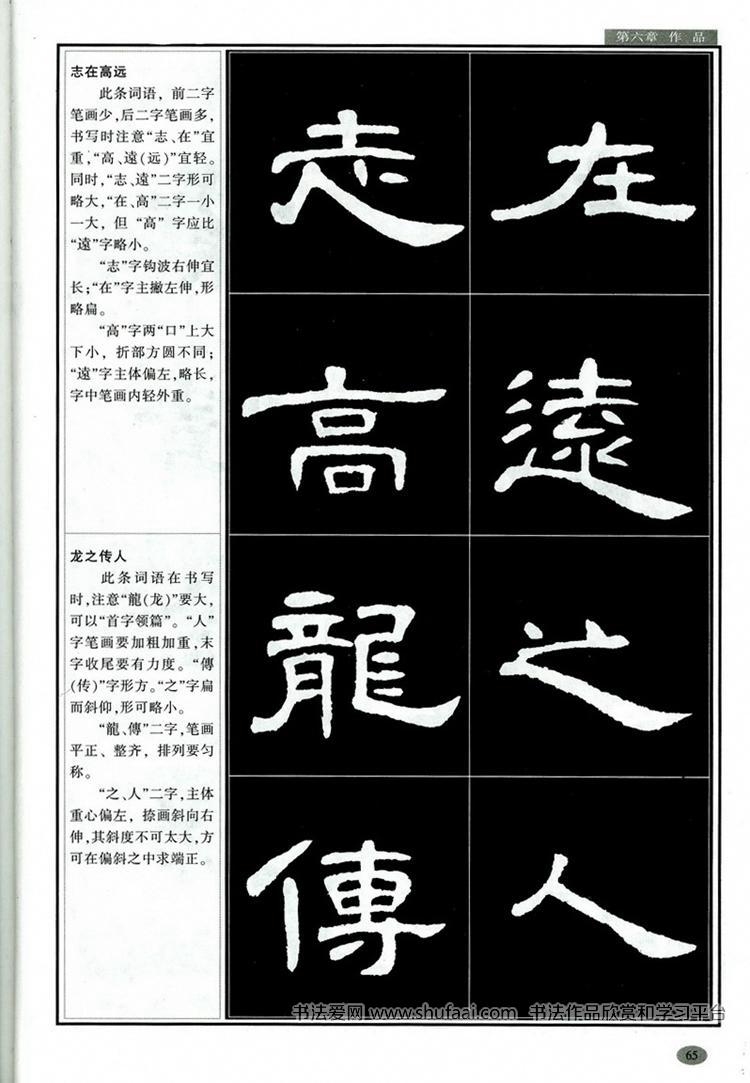 第六章 作 品
志在高远
此条词语，前二字
笔画少，后二字笔画多，
书写时注意“志、在”宜
重，“高、遠（远）”宜轻。
同时，“志、遠”二字形可
略大，“在、高”二字一小
一大，但“高”字应比
“遠”字略小。
“志”字钩波右伸宜
长；“在”字主撇左伸，形
略扁。
“高”字两“口”上大
下小，折部方圆不同；
“遠”字主体偏左，略长，
字中笔画内轻外重。
志在
高遠
龙之传人
此条词语在书写
时，注意“龍（龙）”要大，
可以“首字领篇”。“人”
字笔画要加粗加重，末
字收尾要有力度。“傳
（传）”字形方。“之”字扁
而斜仰，形可略小。
“龍、傳”二字，笔画
平正、整齐，排列要匀
称。
“之、人”二字，主体
重心偏左，捺画斜向右
伸，其斜度不可太大，方
可在偏斜之中求端正。
龍之
傳人
书法爱网 www.shufaai.com 书法作品欣赏和学习平台
65